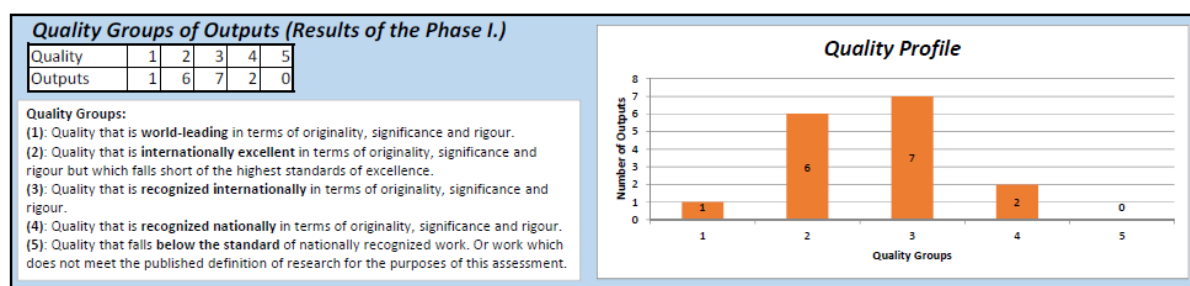 Quality Groups of Outputs (Results of the Phase I.)
Quality 1 2 3 4 5
Outputs 1 6 7 2 0
Quality Groups:
(1): Quality that is world-leading in terms of originality, significance and rigour.
(2): Quality that is internationally excellent in terms of originality, significance and
rigour but which falls short of the highest standards of excellence.
(3): Quality that is recognized internationally in terms of originality, significance and
rigour.
(4): Quality that is recognized nationally in terms of originality, significance and rigour.
(5): Quality that falls below the standard of nationally recognized work. Or work which
does not meet the published definition of research for the purposes of this assessment.
Quality Profile
Number of Outputs
8
7
6
5
4
3
2
1
0
1 6 7 2 0
1 2 3 4 5
Quality Groups